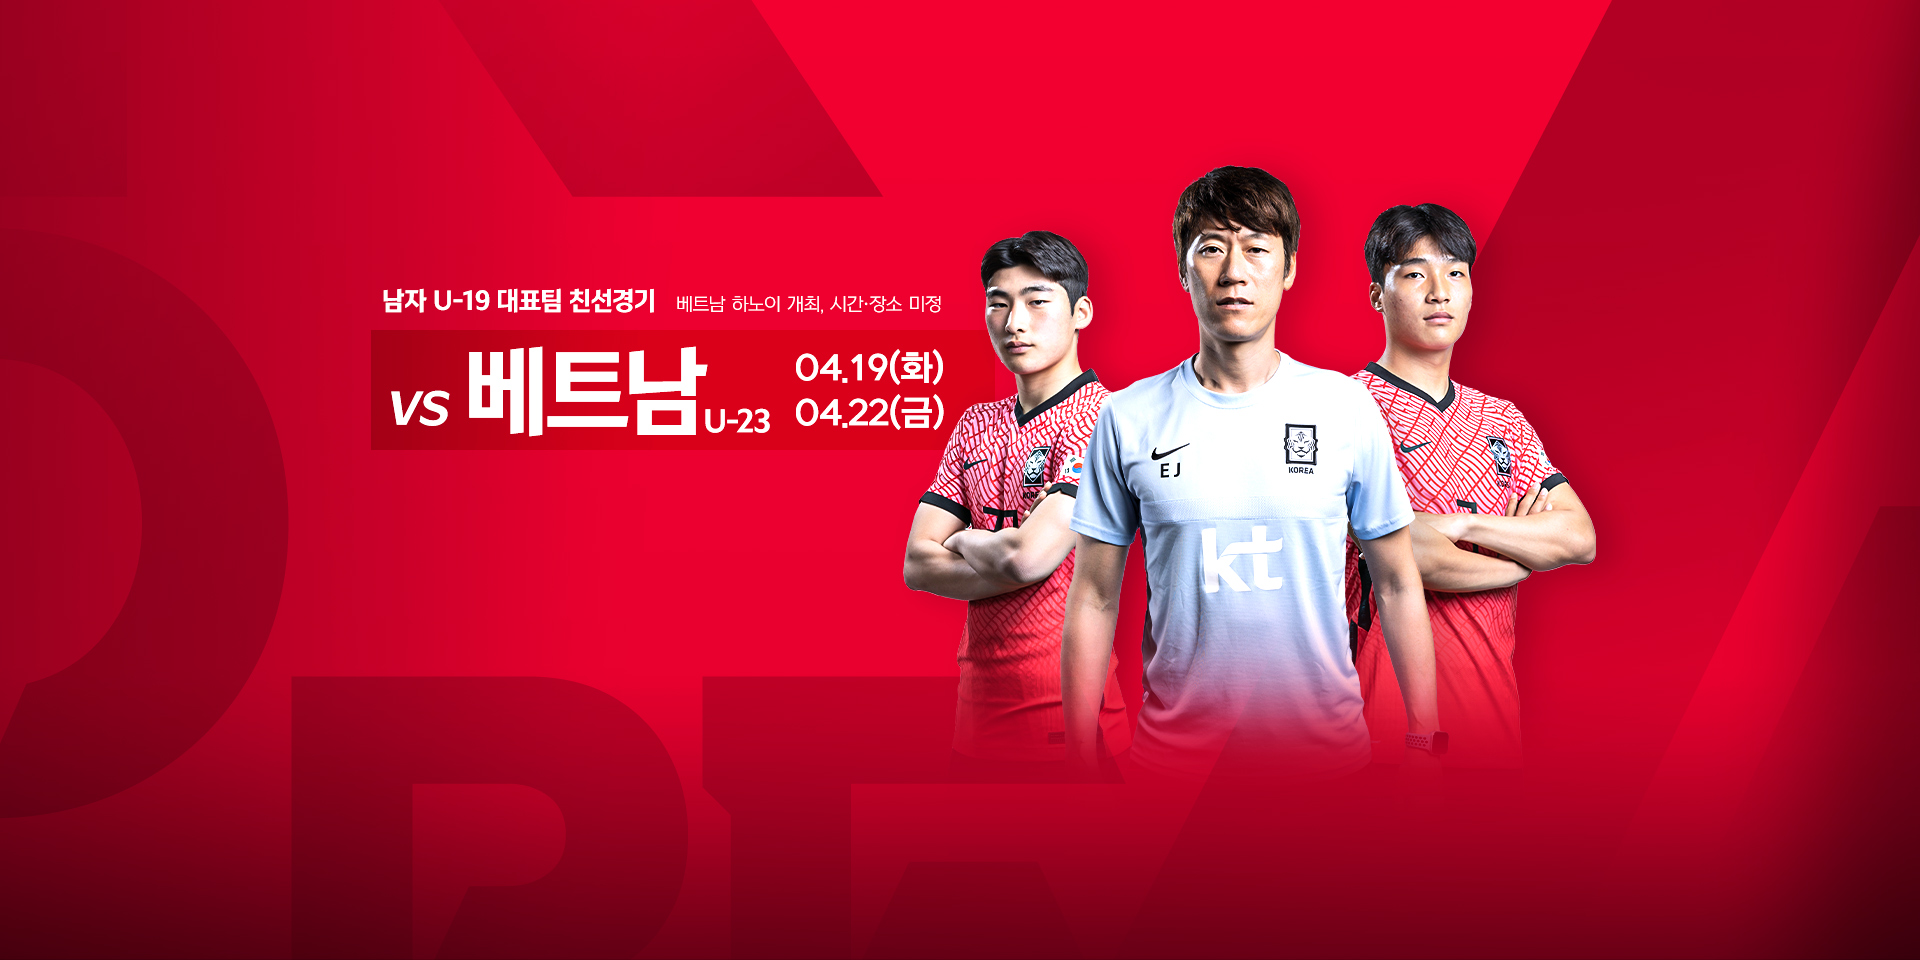 남자 U-19 대표팀 친선경기 베트남 하노이 개최, 시간·장소 미정
VS 베트남 U-23
04.19(화)
04.22(금)
EJ
KOREA
kt